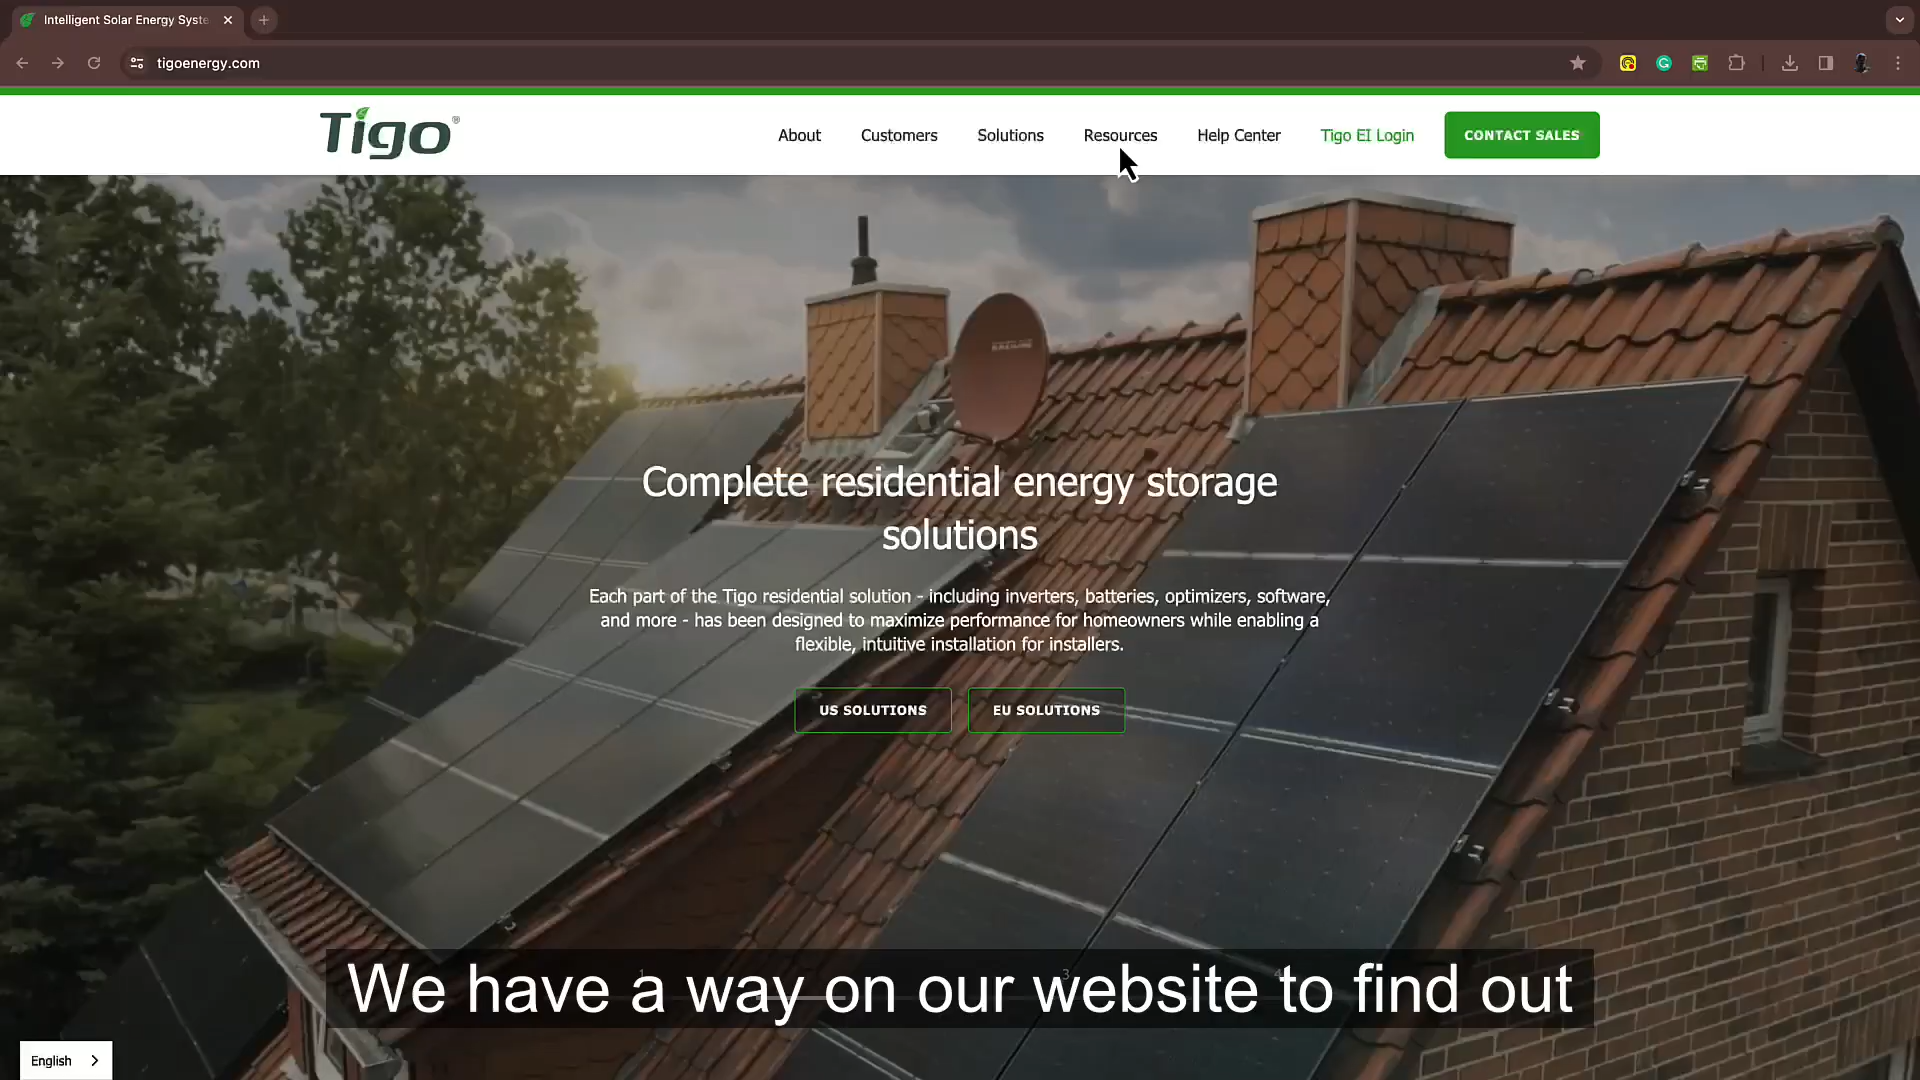 Intelligent Solar Energy Syste
tigoenergy.com
Tigo®
About
Customers
Solutions
Resources
Help Center
Tigo EI Login
CONTACT SALES
Complete residential energy storage
solutions
Each part of the Tigo residential solution - including inverters, batteries, optimizers, software,
and more - has been designed to maximize performance for homeowners while enabling a
flexible, intuitive installation for installers.
US SOLUTIONS
EU SOLUTIONS
1
3
4
We have a way on our website to find out
English